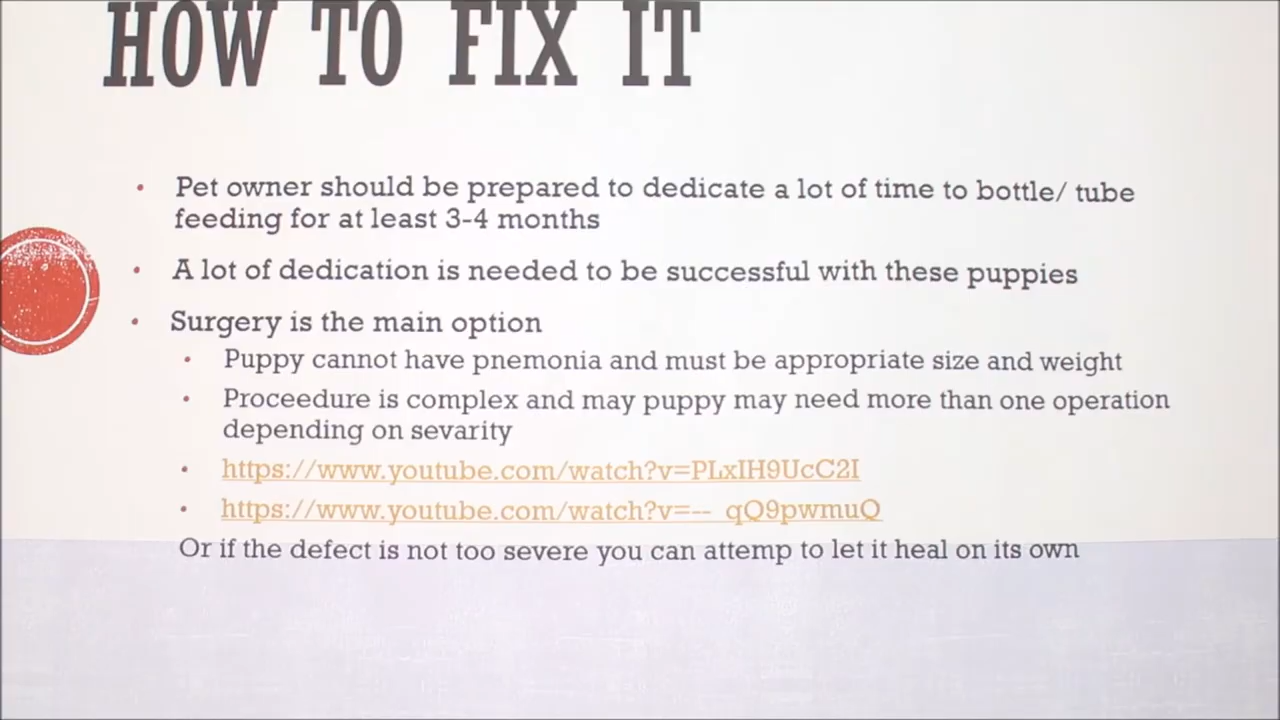 HOW TO FIX IT
• Pet owner should be prepared to dedicate a lot of time to bottle/ tube
feeding for at least 3-4 months
• A lot of dedication is needed to be successful with these puppies
• Surgery is the main option
• Puppy cannot have pnemonia and must be appropriate size and weight
• Proceedure is complex and may puppy may need more than one operation
depending on sevarity
• https://www.youtube.com/watch?v=PLxIH9UcC2I
• https://www.youtube.com/watch?v=--_qQ9pwmuQ
Or if the defect is not too severe you can attemp to let it heal on its own